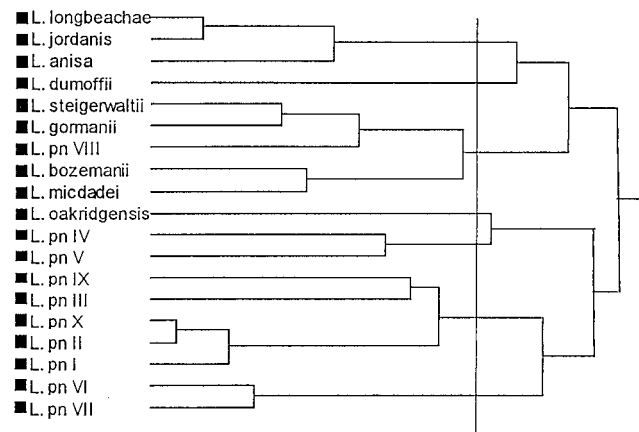 L. longbeachae
L. jordanis
L. anisa
L. dumoffii
L. steigerwaltii
L. gormanii
L. pn VIII
L. bozemanii
L. micdadei
L. oakridgensis
L. pn IV
L. pn V
L. pn IX
L. pn III
L. pn X
L. pn II
L. pn I
L. pn VI
L. pn VII